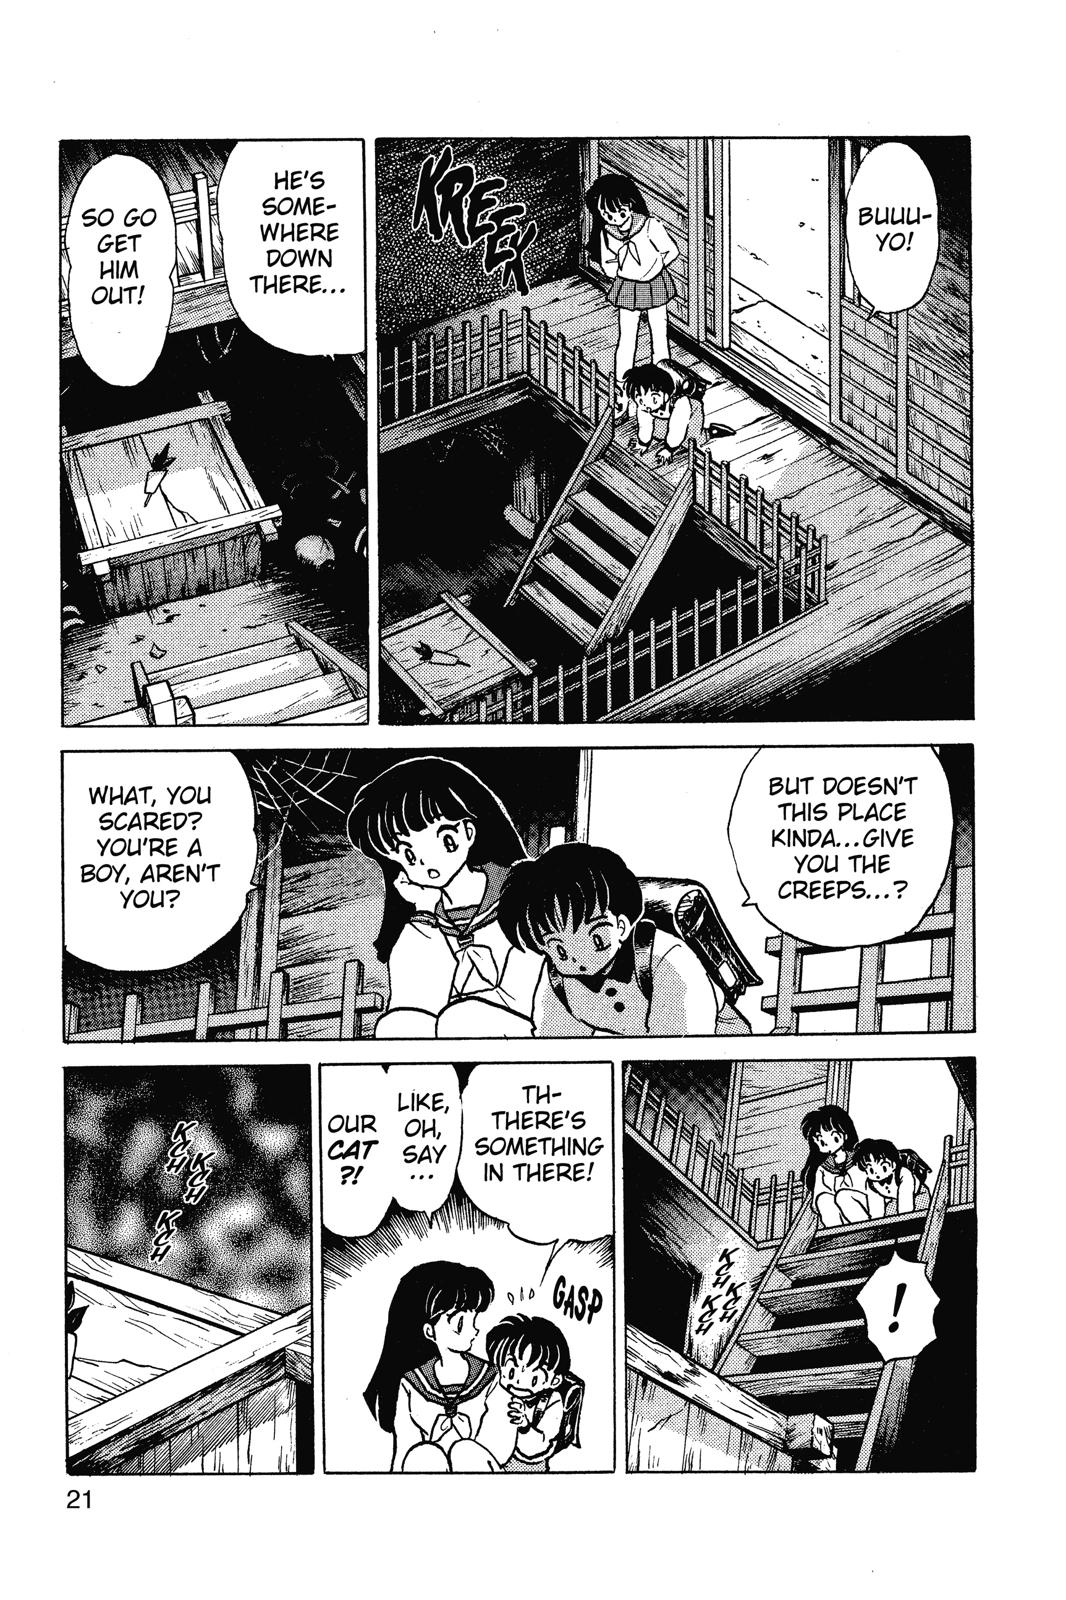 KREEEK
BUUU-
YO!
HE'S
SOME-
WHERE
DOWN
THERE...
SO GO
GET
HIM
OUT!
BUT DOESN'T
THIS PLACE
KINDA...GIVE
YOU THE
CREEPS...?
WHAT, YOU
SCARED?
YOU'RE A
BOY, AREN'T
YOU?
KCH
KCH
KCH
!
TH-
THERE'S
SOMETHING
IN THERE!
GASP
LIKE,
OH,
SAY
...
OUR
CAT
?!
KCH
KCH
KCH
21